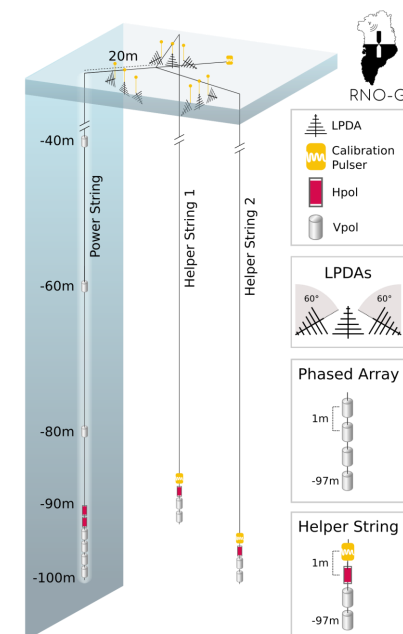 20m
RNO-G
-40m
-60m
-80m
-90m
-100m
Power String
Helper String 1
Helper String 2
LPDA
Calibration
Pulser
Hpol
Vpol
LPDAs
60°
60°
Phased Array
1m
-97m
Helper String
1m
-97m